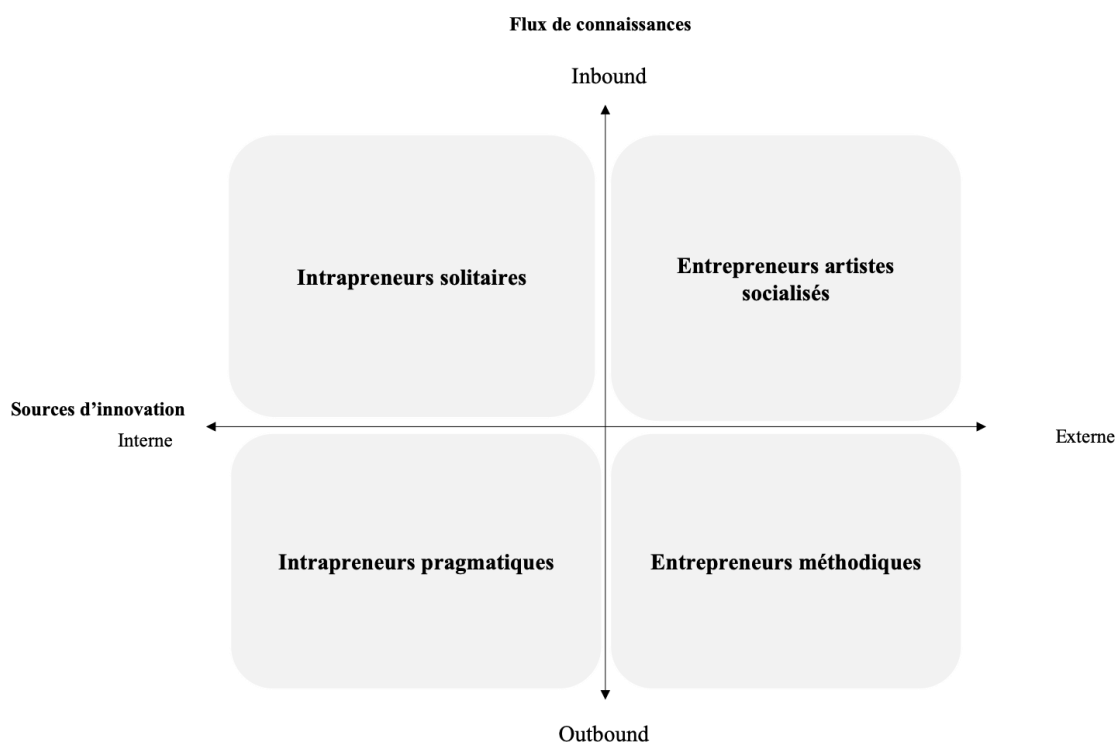 Flux de connaissances
Inbound
Intrapreneurs solitaires
Entrepreneurs artistes
socialisés
Sources d’innovation
Interne
Externe
Intrapreneurs pragmatiques
Entrepreneurs méthodiques
Outbound